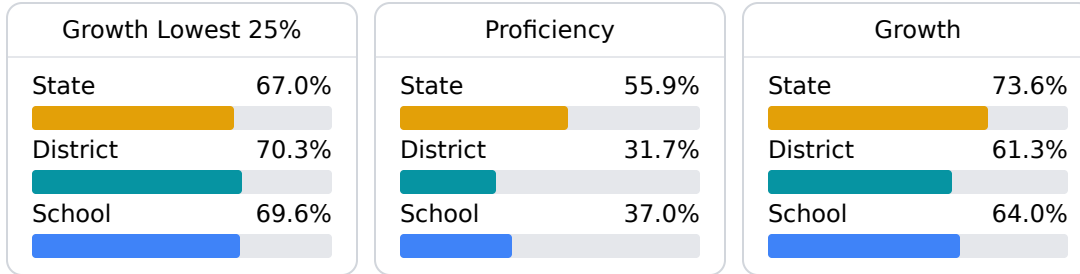 Growth Lowest 25%
State 67.0%
District 70.3%
School 69.6%
Proficiency
State 55.9%
District 31.7%
School 37.0%
Growth
State 73.6%
District 61.3%
School 64.0%